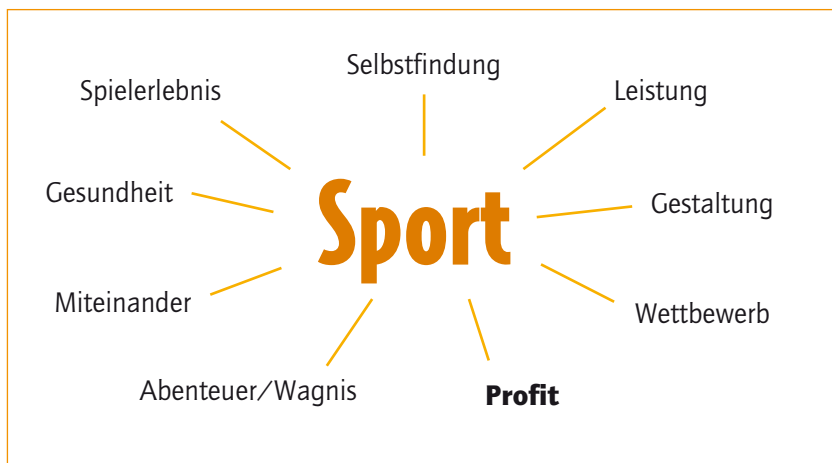 Selbstfindung
Spielerlebnis
Leistung
Gesundheit
Gestaltung
Sport
Miteinander
Wettbewerb
Abenteuer/Wagnis
Profit